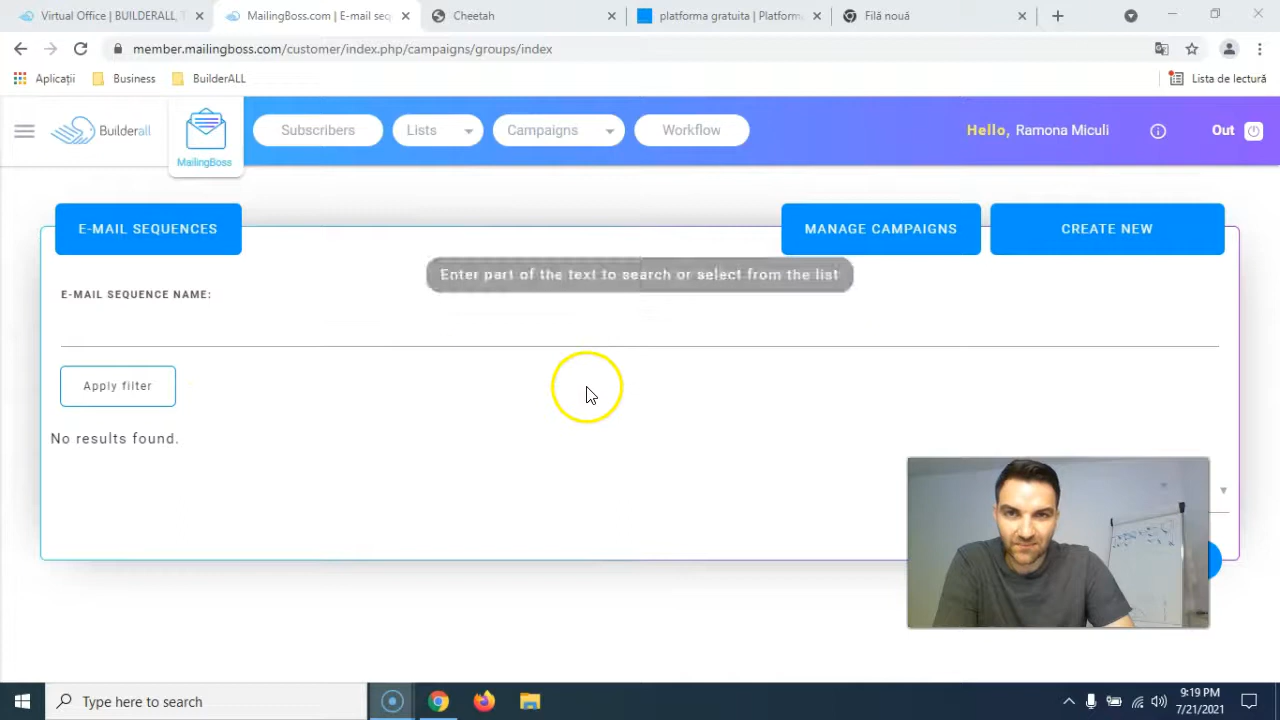 Virtual Office | BUILDERALL, T
MailingBoss.com | E-mail seq
Cheetah
platforma gratuita | Platform
Filă nouă
member.mailingboss.com/customer/index.php/campaigns/groups/index
Aplicații
Business
BuilderALL
Lista de lectură
Builderall
MailingBoss
Subscribers
Lists
Campaigns
Workflow
Hello, Ramona Miculi
Out
E-MAIL SEQUENCES
MANAGE CAMPAIGNS
CREATE NEW
Enter part of the text to search or select from the list
E-MAIL SEQUENCE NAME:
Apply filter
No results found.
Type here to search
9:19 PM
7/21/2021